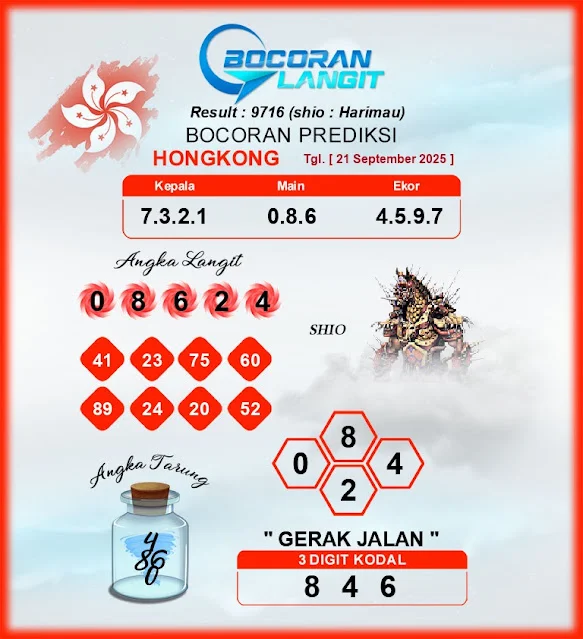 BOCORAN
LANGIT
Result : 9716 (shio : Harimau)
BOCORAN PREDIKSI
HONGKONG Tgl. [ 21 September 2025 ]
Kepala Main Ekor
7.3.2.1 0.8.6 4.5.9.7
Angka Langit
0 8 6 2 4
SHIO
41 23 75 60
89 24 20 52
8
0 4
2
Angka Tarung
4
86
0
" GERAK JALAN "
3 DIGIT KODAL
8 4 6